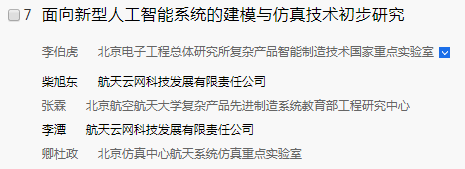 7 面向新型人工智能系统的建模与仿真技术初步研究
李伯虎 北京电子工程总体研究所复杂产品智能制造技术国家重点实验室
柴旭东 航天云网科技发展有限责任公司
张霖 北京航空航天大学复杂产品先进制造系统教育部工程研究中心
李潭 航天云网科技发展有限责任公司
卿杜政 北京仿真中心航天系统仿真重点实验室